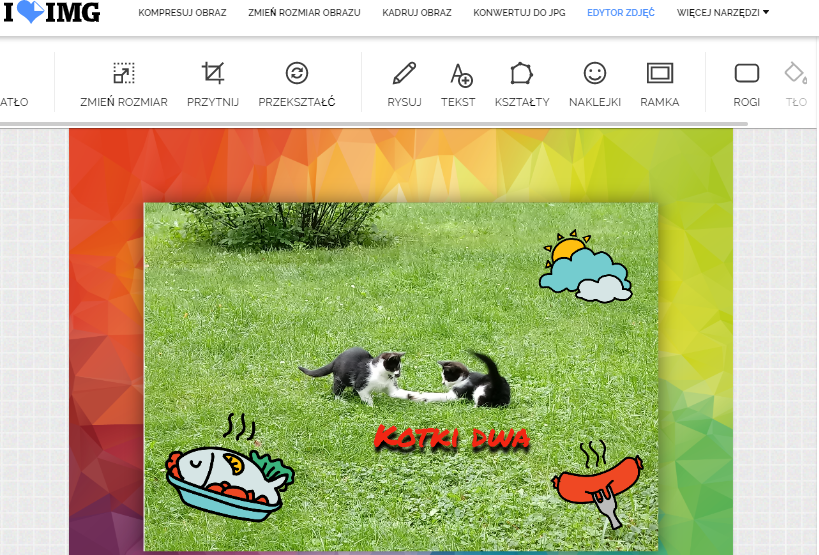 I IMG
KOMPRESUJ OBRAZ ZMIEŃ ROZMIAR OBRAZU KADRUJ OBRAZ KONWERTUJ DO JPG EDYTOR ZDJĘĆ WIĘCEJ NARZĘDZI
ATŁO ZMIEŃ ROZMIAR PRZYTNIJ PRZEKSZTAŁĆ RYSUJ TEKST KSZTAŁTY NAKLEJKI RAMKA ROGI TŁO
Kotki dwa